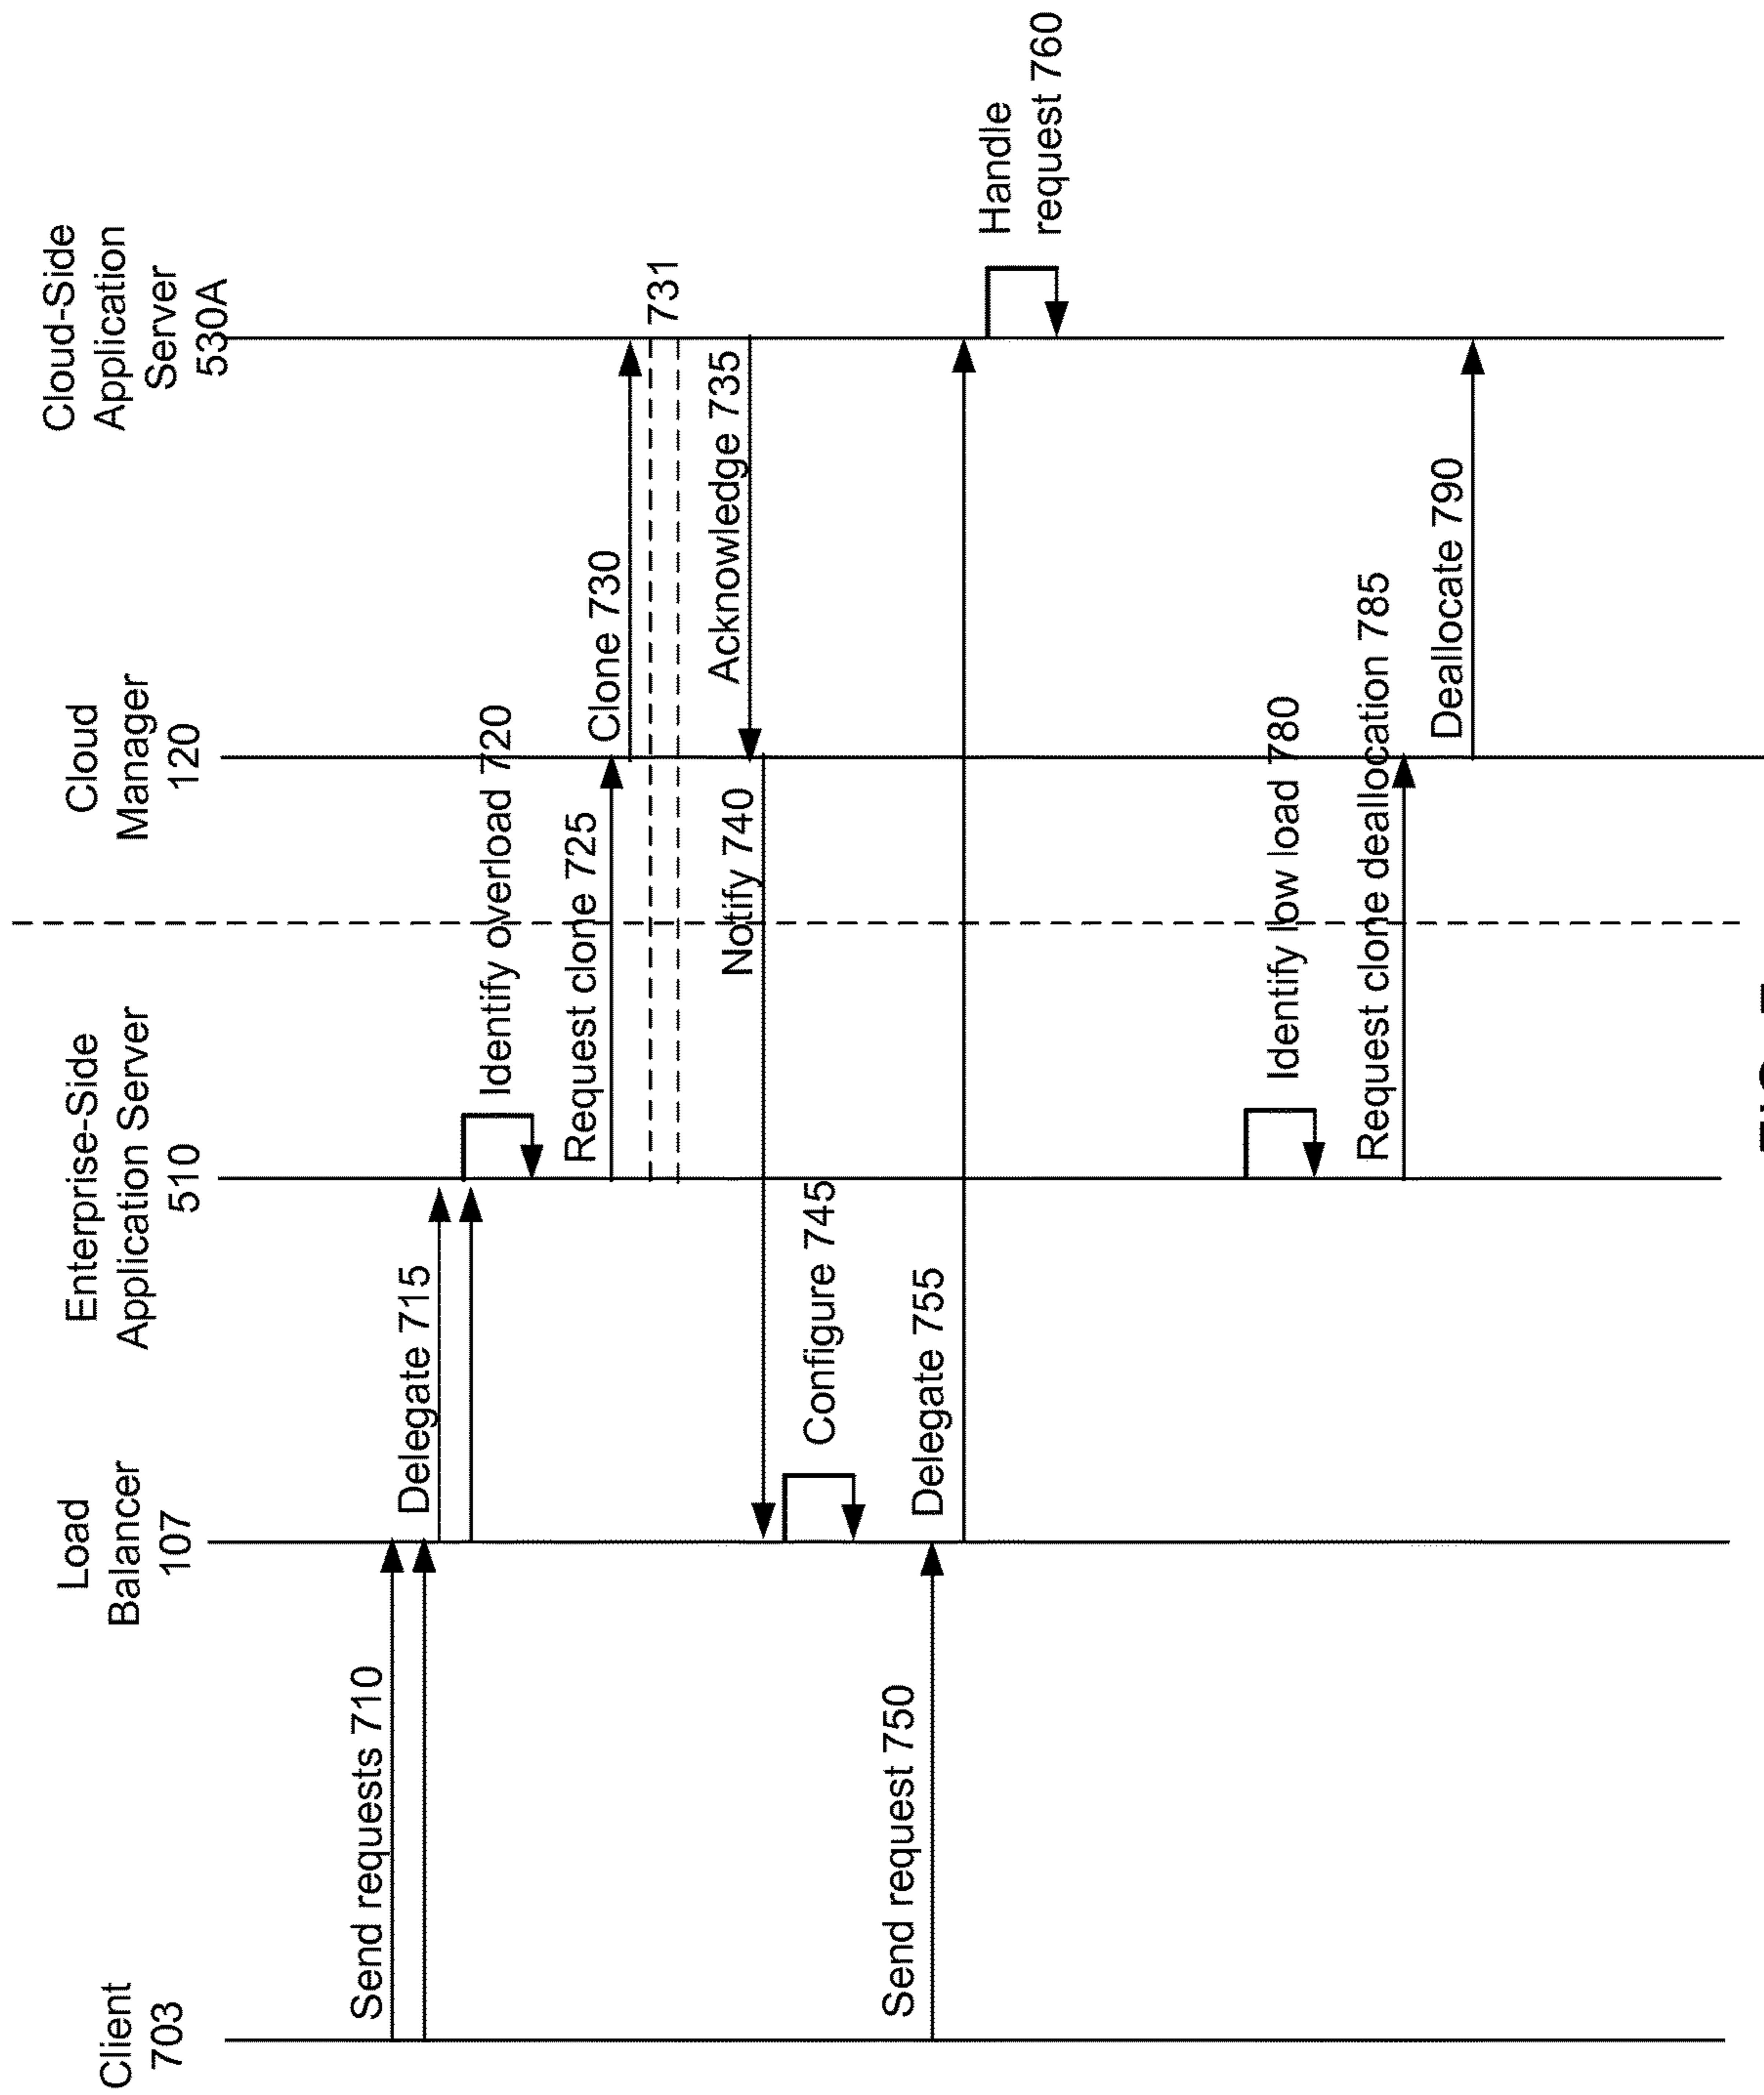 Client
703
Load
Balancer
107
Enterprise-Side
Application Server
510
Cloud
Manager
120
Cloud-Side
Application
Server
530A
Send requests 710
Delegate 715
Identify overload 720
Request clone 725
Clone 730
731
Acknowledge 735
Notify 740
Configure 745
Send request 750
Delegate 755
Handle
request 760
Identify low load 780
Request clone deallocation 785
Deallocate 790